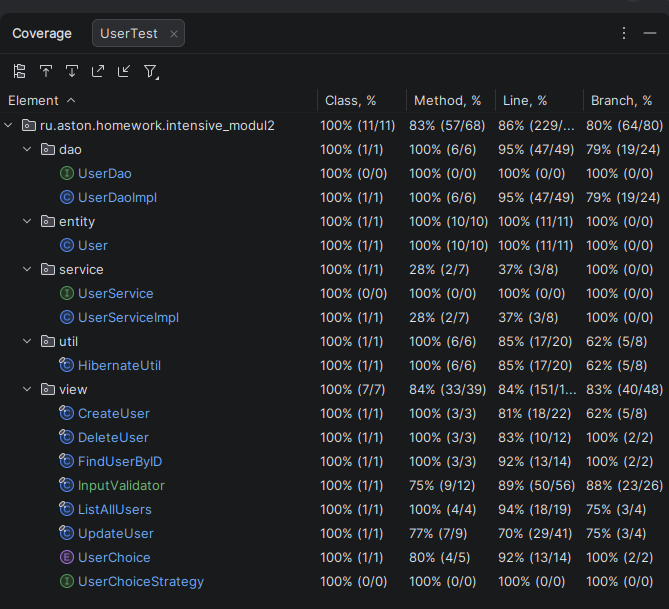 Coverage UserTest
Element Class, % Method, % Line, % Branch, %
ru.aston.homework.intensive_modul2 100% (11/11) 83% (57/68) 86% (229/... 80% (64/80)
dao 100% (1/1) 100% (6/6) 95% (47/49) 79% (19/24)
UserDao 100% (0/0) 100% (0/0) 100% (0/0) 100% (0/0)
UserDaoImpl 100% (1/1) 100% (6/6) 95% (47/49) 79% (19/24)
entity 100% (1/1) 100% (10/10) 100% (11/11) 100% (0/0)
User 100% (1/1) 100% (10/10) 100% (11/11) 100% (0/0)
service 100% (1/1) 28% (2/7) 37% (3/8) 100% (0/0)
UserService 100% (0/0) 100% (0/0) 100% (0/0) 100% (0/0)
UserServiceImpl 100% (1/1) 28% (2/7) 37% (3/8) 100% (0/0)
util 100% (1/1) 100% (6/6) 85% (17/20) 62% (5/8)
HibernateUtil 100% (1/1) 100% (6/6) 85% (17/20) 62% (5/8)
view 100% (7/7) 84% (33/39) 84% (151/1... 83% (40/48)
CreateUser 100% (1/1) 100% (3/3) 81% (18/22) 62% (5/8)
DeleteUser 100% (1/1) 100% (3/3) 83% (10/12) 100% (2/2)
FindUserByID 100% (1/1) 100% (3/3) 92% (13/14) 100% (2/2)
InputValidator 100% (1/1) 75% (9/12) 89% (50/56) 88% (23/26)
ListAllUsers 100% (1/1) 100% (4/4) 94% (18/19) 75% (3/4)
UpdateUser 100% (1/1) 77% (7/9) 70% (29/41) 75% (3/4)
UserChoice 100% (1/1) 80% (4/5) 92% (13/14) 100% (2/2)
UserChoiceStrategy 100% (0/0) 100% (0/0) 100% (0/0) 100% (0/0)